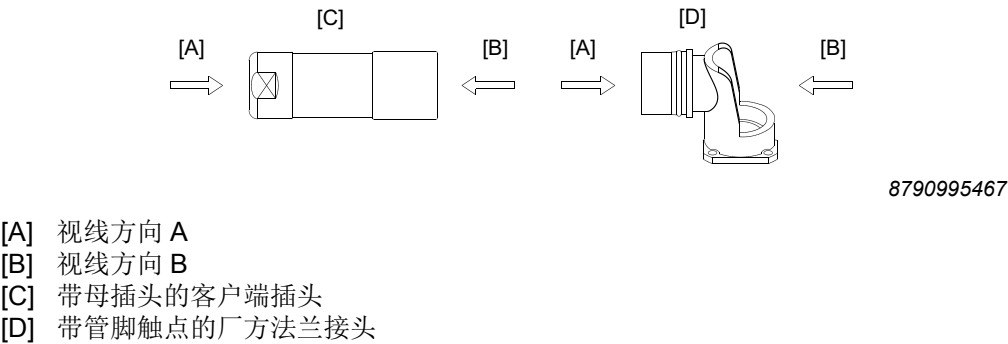 [C] [D]
[A] [B] [A] [B]
8790995467
[A] 视线方向 A
[B] 视线方向 B
[C] 带母插头的客户端插头
[D] 带管脚触点的厂方法兰接头